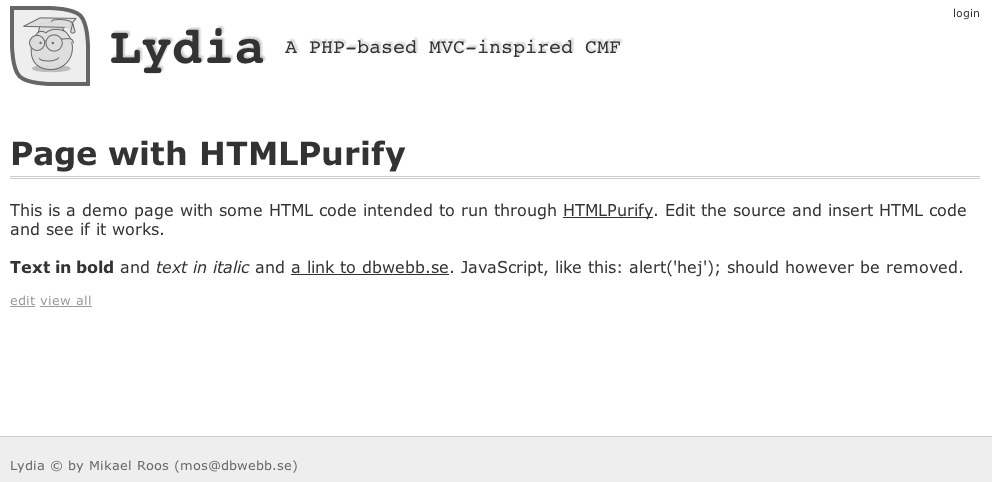 login
Lydia A PHP-based MVC-inspired CMF
Page with HTMLPurify
This is a demo page with some HTML code intended to run through HTMLPurify. Edit the source and insert HTML code
and see if it works.
Text in bold and text in italic and a link to dbwebb.se. JavaScript, like this: alert('hej'); should however be removed.
edit view all
Lydia © by Mikael Roos (mos@dbwebb.se)